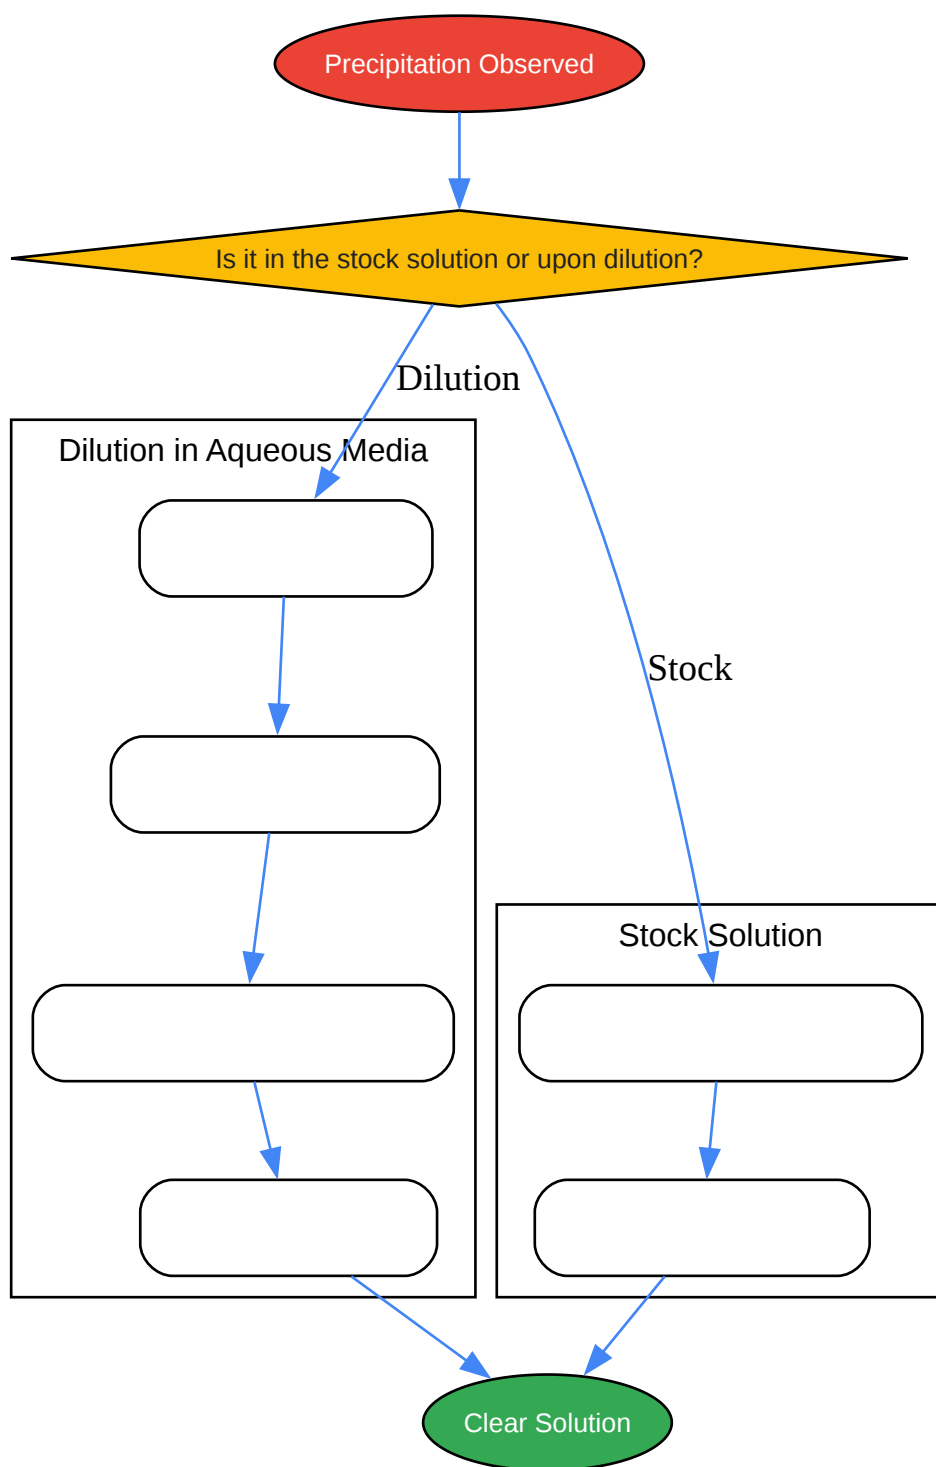 Precipitation Observed
Is it in the stock solution or upon dilution?
Dilution
Dilution in Aqueous Media
Stock
Stock Solution
Clear Solution